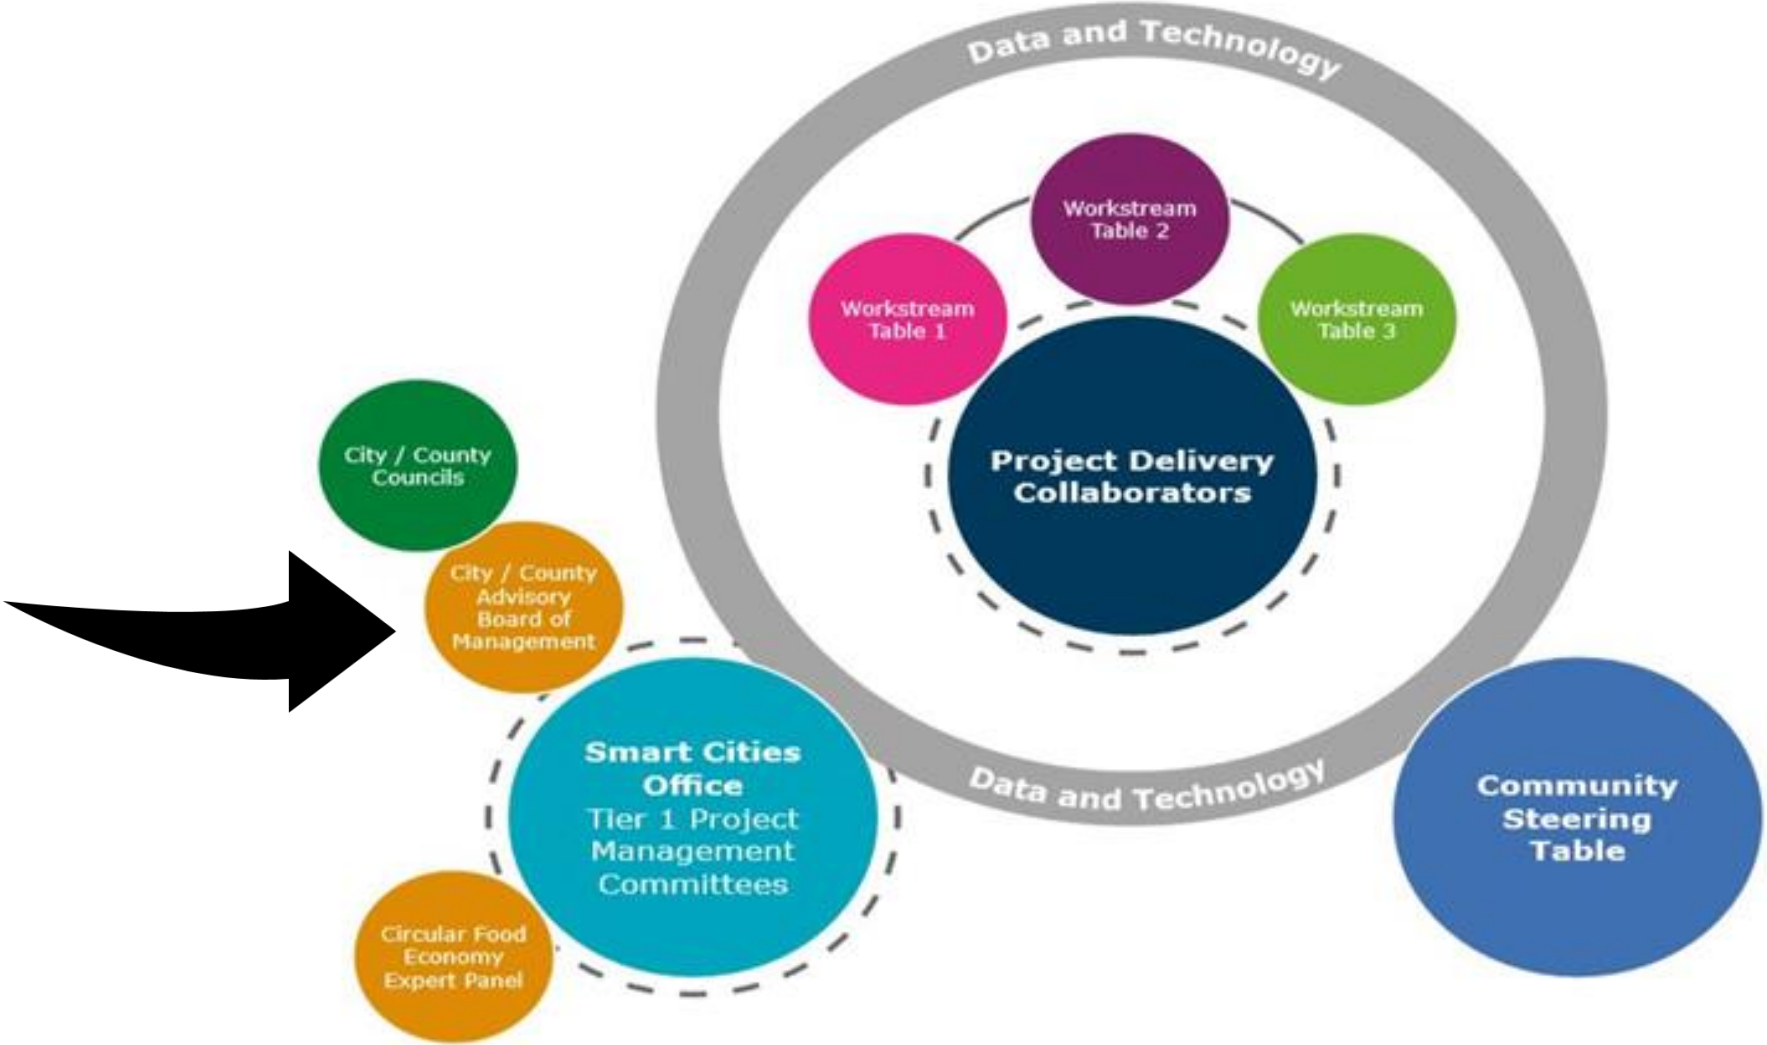 Data and Technology
Workstream
Table 2
Workstream
Table 1
Workstream
Table 3
Project Delivery
Collaborators
City / County
Councils
City / County
Advisory
Board of
Management
Smart Cities
Office
Tier 1 Project
Management
Committees
Data and Technology
Community
Steering
Table
Circular Food
Economy
Expert Panel